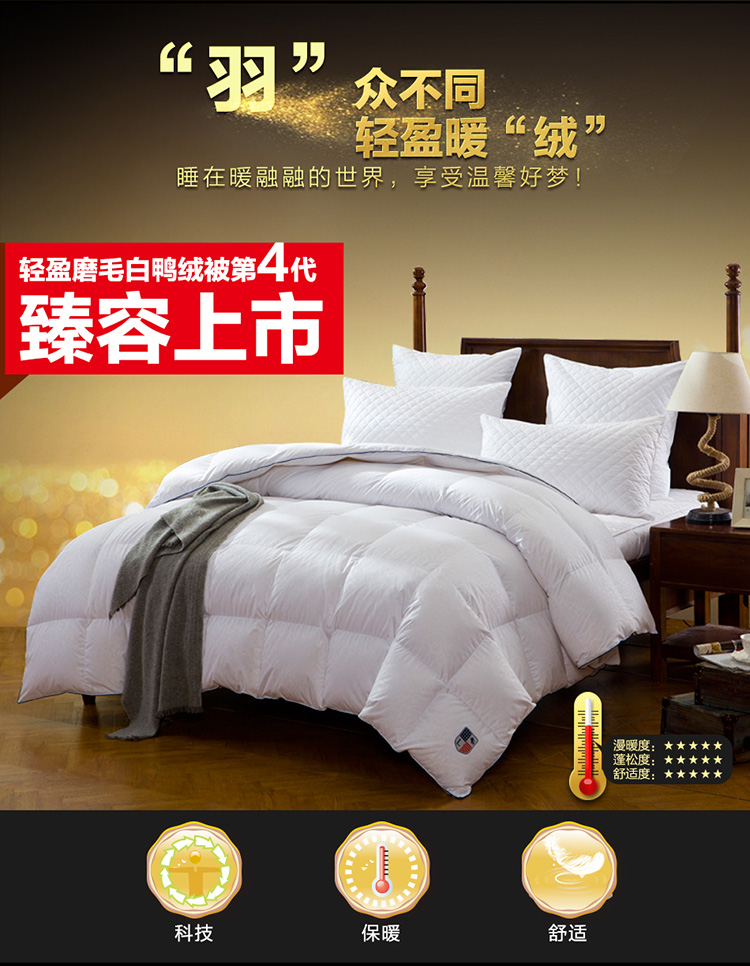 “羽”
众不同
轻盈暖“绒”
睡在暖融融的世界，享受温馨好梦！
轻盈磨毛白鸭绒被第4代
臻容上市
漫暖度：★★★★★
蓬松度：★★★★★
舒适度：★★★★★
科技
保暖
舒适